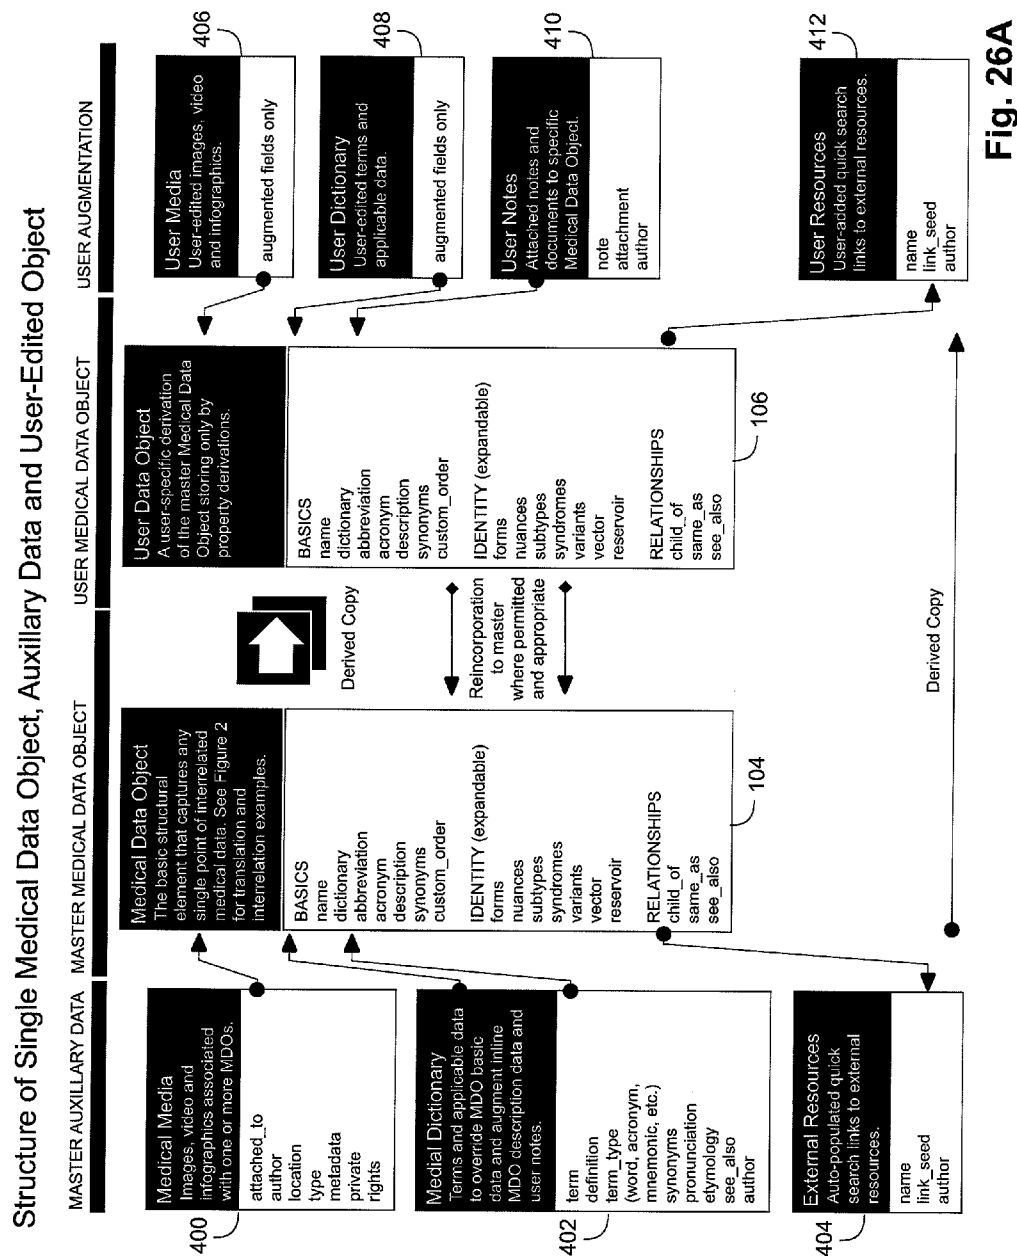 Structure of Single Medical Data Object, Auxillary Data and User-Edited Object
MASTER AUXILLARY DATA
MASTER MEDICAL DATA OBJECT
USER MEDICAL DATA OBJECT
USER AUGMENTATION
Medical Media
Images, video and
infographics associated
with one or more MDOs.
attached_to
author
location
type
metadata
private
rights
400
Medial Dictionary
Terms and applicable data
to override MDO basic
data and augment inline
MDO description data and
user notes.
term
definition
term_type
(word, acronym,
mnemonic, etc.)
synonyms
pronunciation
etymology
see_also
author
402
External Resources
Auto-populated quick
search links to external
resources.
name
link_seed
author
404
Medical Data Object
The basic structural
element that captures any
single point of interrelated
medical data. See Figure 2
for translation and
interrelation examples.
BASICS
name
dictionary
abbreviation
acronym
description
synonyms
custom_order
IDENTITY (expandable)
forms
nuances
subtypes
syndromes
variants
vector
reservoir
RELATIONSHIPS
child_of
same_as
see_also
104
Derived Copy
Reincorporation
to master
where permitted
and appropriate
Derived Copy
User Data Object
A user-specific derivation
of the master Medical Data
Object storing only by
property derivations.
BASICS
name
dictionary
abbreviation
acronym
description
synonyms
custom_order
IDENTITY (expandable)
forms
nuances
subtypes
syndromes
variants
vector
reservoir
RELATIONSHIPS
child_of
same_as
see_also
106
User Media
User-edited images, video
and infographics.
augmented fields only
406
User Dictionary
User-edited terms and
applicable data.
augmented fields only
408
User Notes
Attached notes and
documents to specific
Medical Data Object.
note
attachment
author
410
User Resources
User-added quick search
links to external resources.
name
link_seed
author
412
Fig. 26A